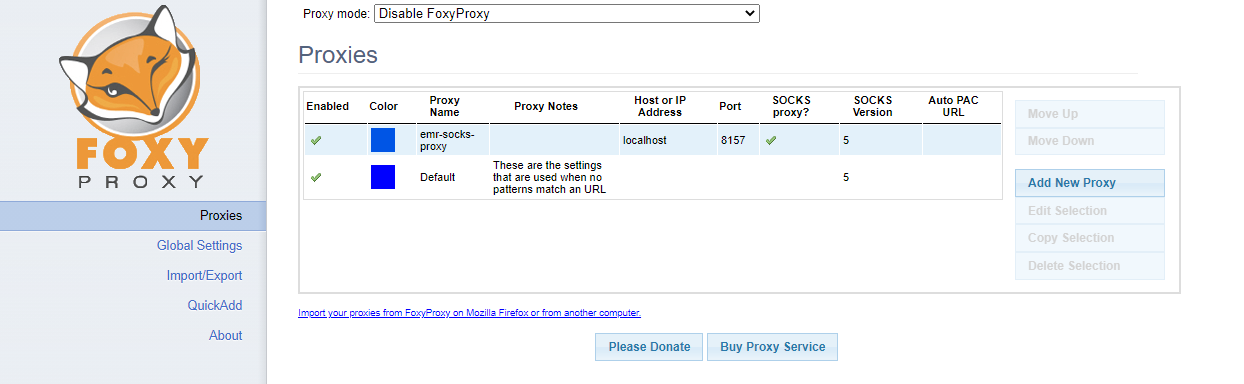 Proxy mode: Disable FoxyProxy
Proxies
Enabled Color Proxy Name Proxy Notes Host or IP Address Port SOCKS proxy? SOCKS Version Auto PAC URL
emr-socks-proxy localhost 8157 5
Default These are the settings that are used when no patterns match an URL 5
Move Up
Move Down
Add New Proxy
Edit Selection
Copy Selection
Delete Selection
Import your proxies from FoxyProxy on Mozilla Firefox or from another computer.
Please Donate Buy Proxy Service
FOXY
PROXY
Proxies
Global Settings
Import/Export
QuickAdd
About